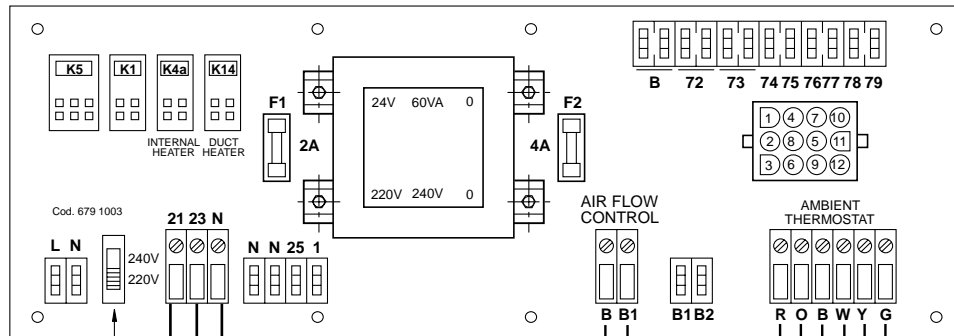 K5 K1 K4a K14
INTERNAL HEATER
DUCT HEATER
F1
2A
24V 60VA 0
220V 240V 0
F2
4A
B 72 73 74 75 76 77 78 79
1 4 7 10
2 8 5 11
3 6 9 12
Cod. 679 1003
L N
240V
220V
21 23 N
N N 25 1
AIR FLOW
CONTROL
B B1
B1 B2
AMBIENT
THERMOSTAT
R O B W Y G